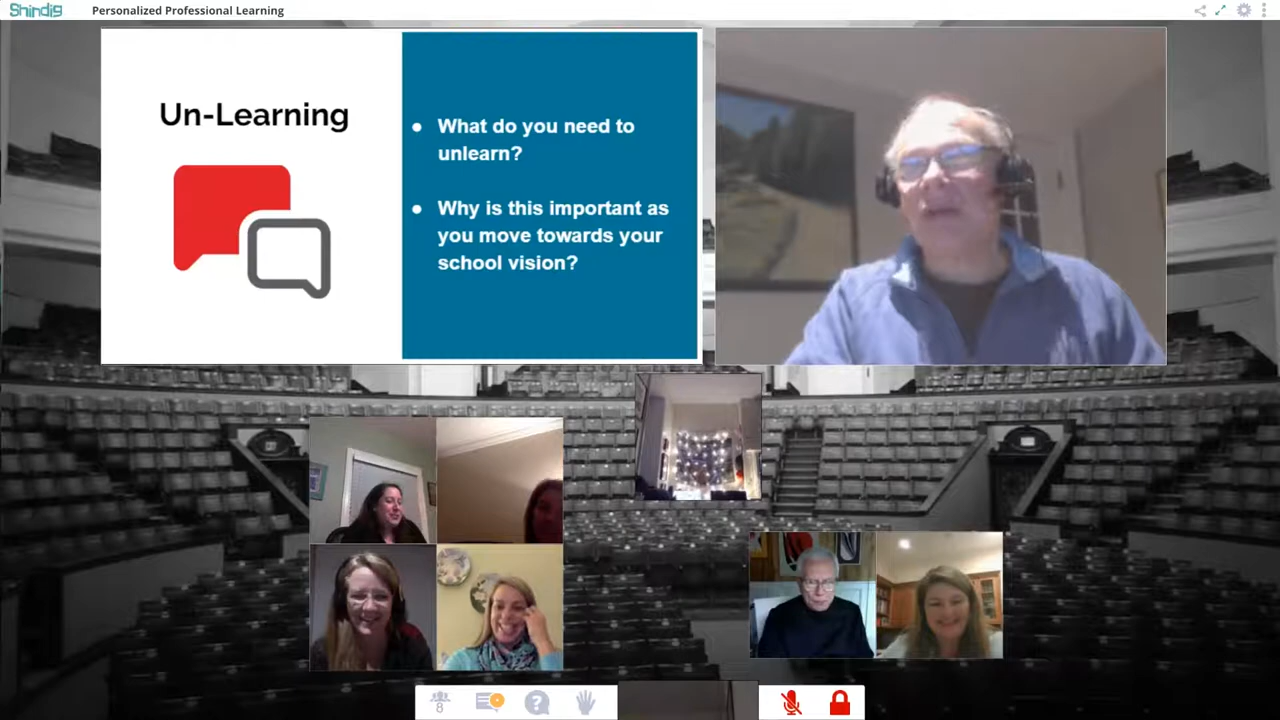 Shindig
Personalized Professional Learning
Un-Learning
● What do you need to
unlearn?
● Why is this important as
you move towards your
school vision?
8